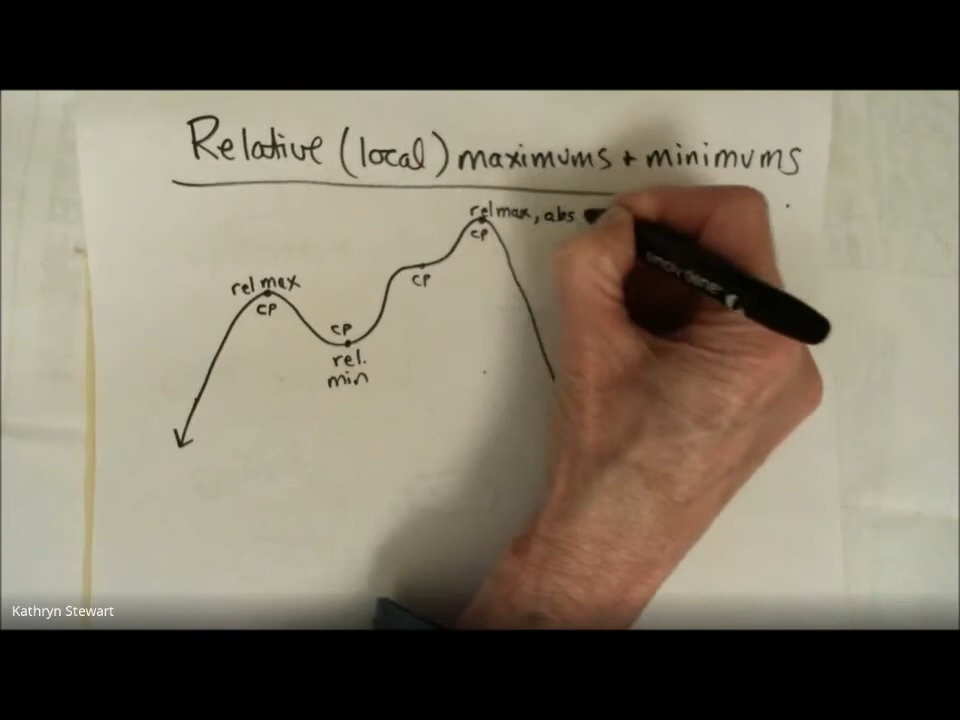 Relative (local) maximums + minimums
rel max, abs
CP
rel max
CP
CP
CP
rel.
min
Kathryn Stewart